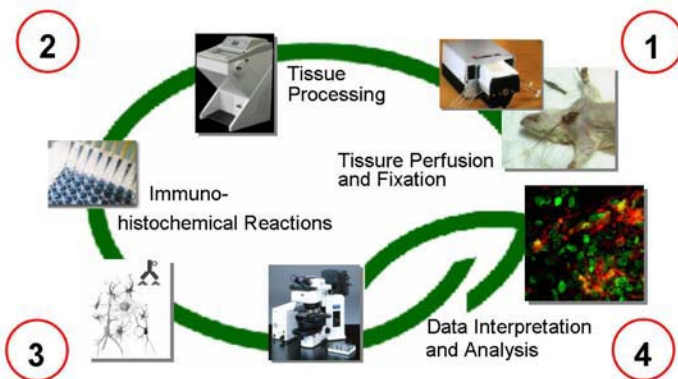 1
Tissure Perfusion
and Fixation
2
Tissue
Processing
Immuno-
histochemical Reactions
3
4
Data Interpretation
and Analysis